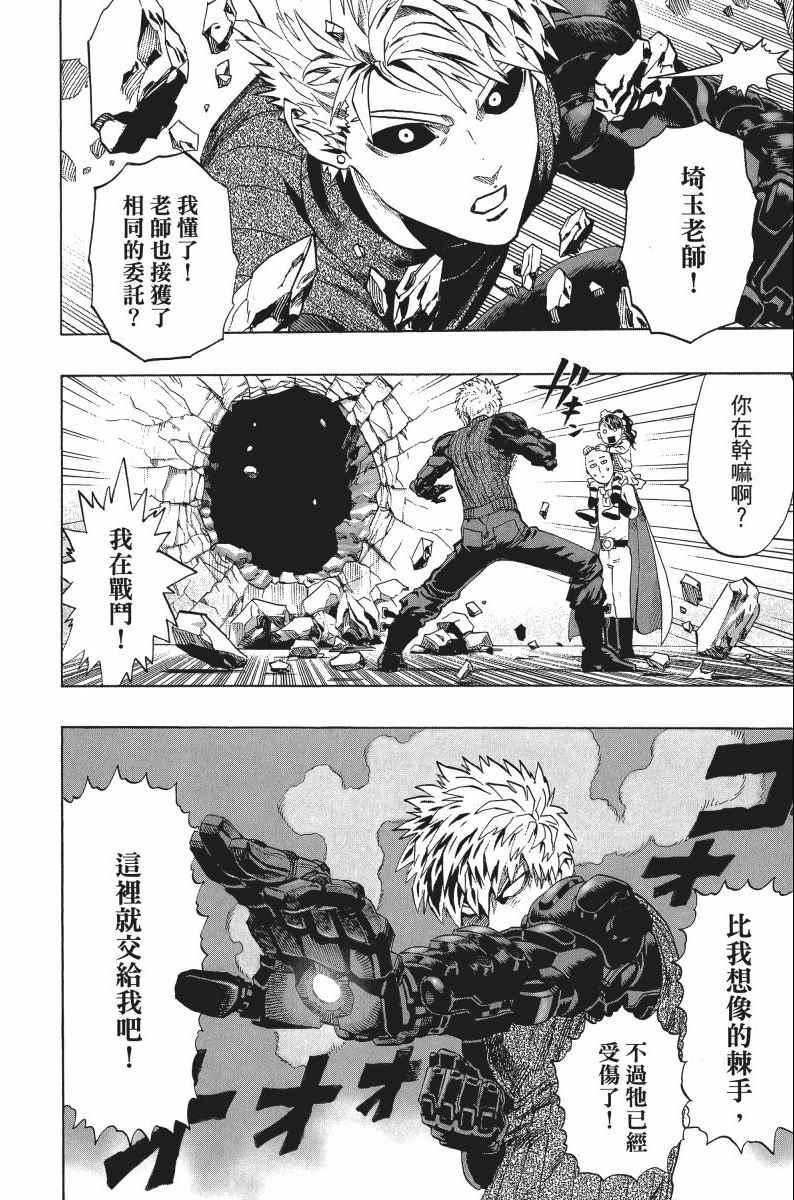 埼玉老師！
我懂了！
老師也接獲了
相同的委託？
ガキン
你在幹嘛啊？
我在戰鬥！
ゴオオオオ
比我想像的棘手，
不過牠已經
受傷了！
這裡就交給我吧！